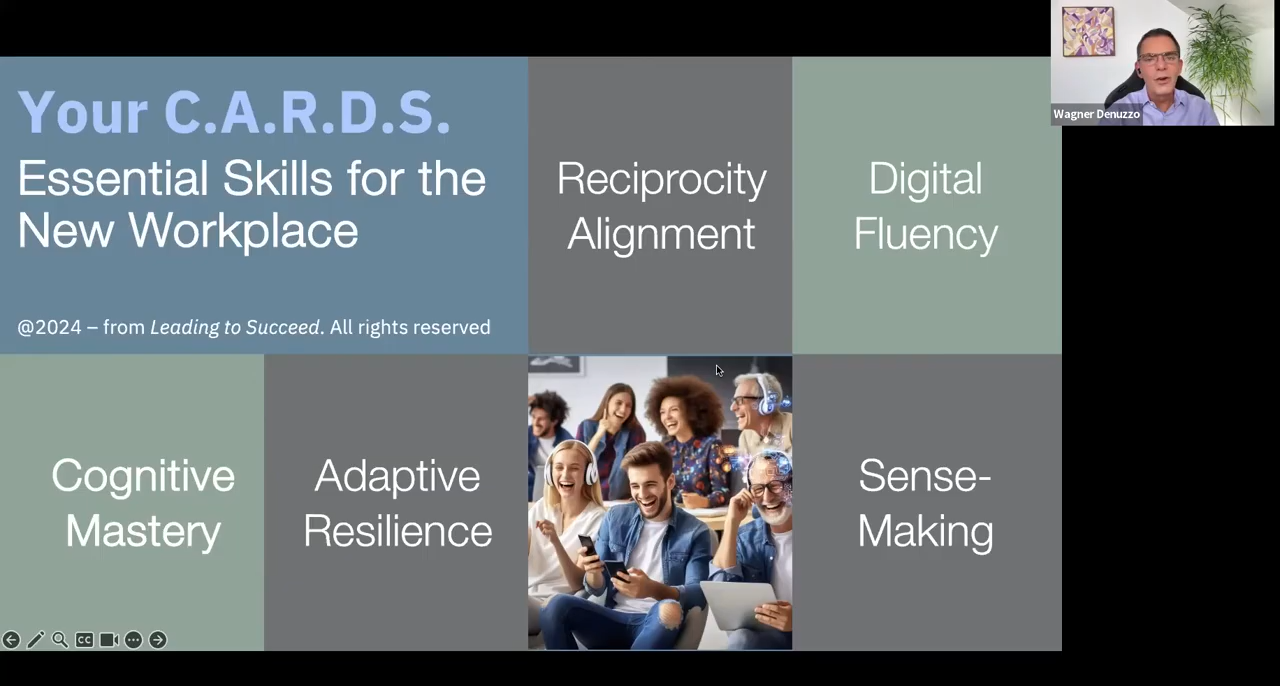 Your C.A.R.D.S.
Essential Skills for the
New Workplace
@2024 – from Leading to Succeed. All rights reserved
Reciprocity
Alignment
Digital
Fluency
Wagner Denuzzo
Cognitive
Mastery
Adaptive
Resilience
Sense-
Making
CC